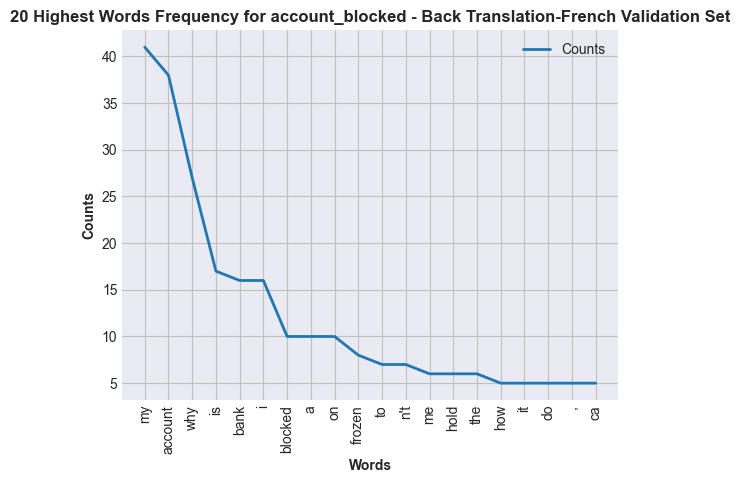 20 Highest Words Frequency for account_blocked - Back Translation-French Validation Set
Counts
40
35
30
25
20
15
10
5
Counts
my
account
why
is
bank
i
blocked
a
on
frozen
to
n't
me
hold
the
how
it
do
,
ca
Words